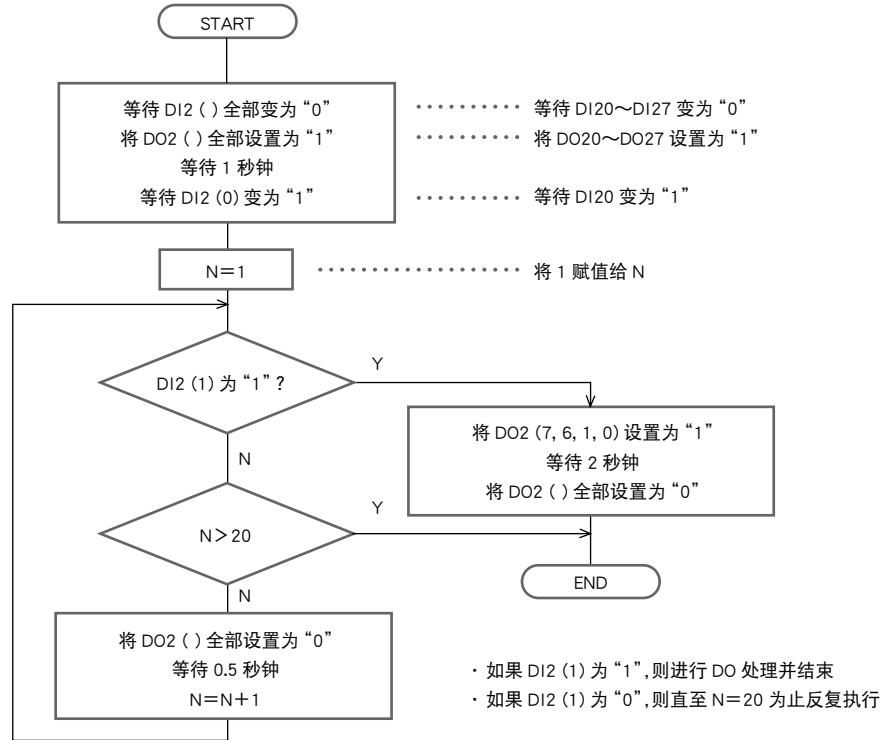 START
等待 DI2 ( ) 全部变为“0”
将 DO2 ( ) 全部设置为“1”
等待 1 秒钟
等待 DI2 (0) 变为“1”
········· 等待 DI20～DI27 变为“0”
········· 将 DO20～DO27 设置为“1”
········· 等待 DI20 变为“1”
N＝1
················· 将 1 赋值给 N
DI2 (1) 为“1”?
Y
将 DO2 (7, 6, 1, 0) 设置为“1”
等待 2 秒钟
将 DO2 ( ) 全部设置为“0”
N
N＞20
Y
END
N
将 DO2 ( ) 全部设置为“0”
等待 0.5 秒钟
N＝N＋1
· 如果 DI2 (1) 为“1”,则进行 DO 处理并结束
· 如果 DI2 (1) 为“0”,则直至 N＝20 为止反复执行